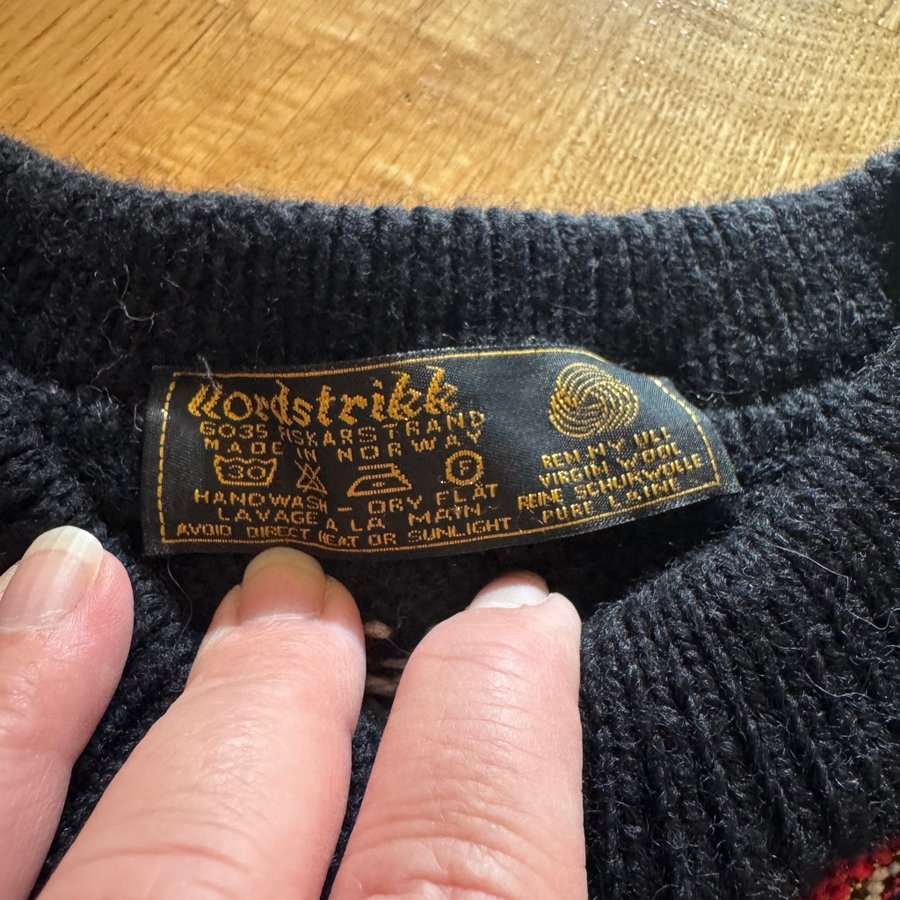 Nordstrikk
6035 FISKARSTRAND
MADE IN NORWAY
30 F
HANDWASH - DRY FLAT
LAVAGE A LA MAIN
AVOID DIRECT HEAT OR SUNLIGHT
REN NY ULL
VIRGIN WOOL
REINE SCHURWOLLE
PURE LAINE